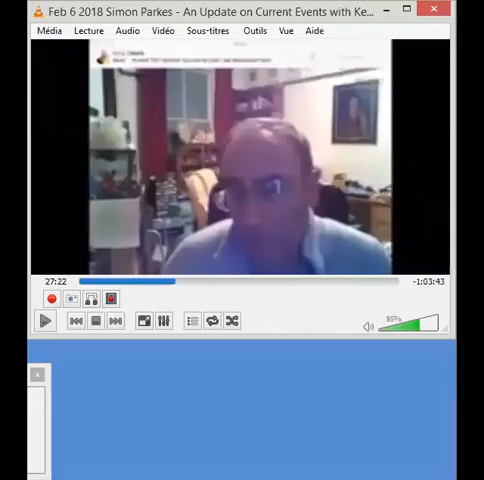 Feb 6 2018 Simon Parkes - An Update on Current Events with Ke...
Média Lecture Audio Vidéo Sous-titres Outils Vue Aide
27:22 -1:03:43
85%